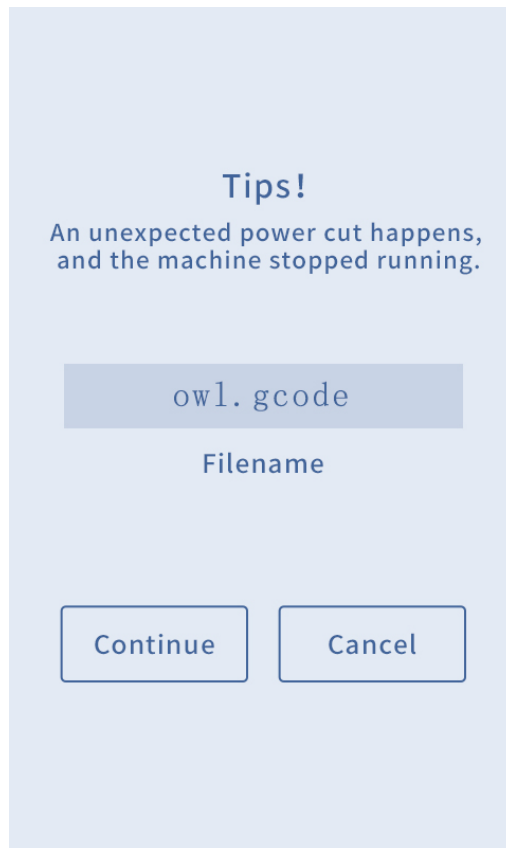 Tips!
An unexpected power cut happens,
and the machine stopped running.
owl.gcode
Filename
Continue
Cancel